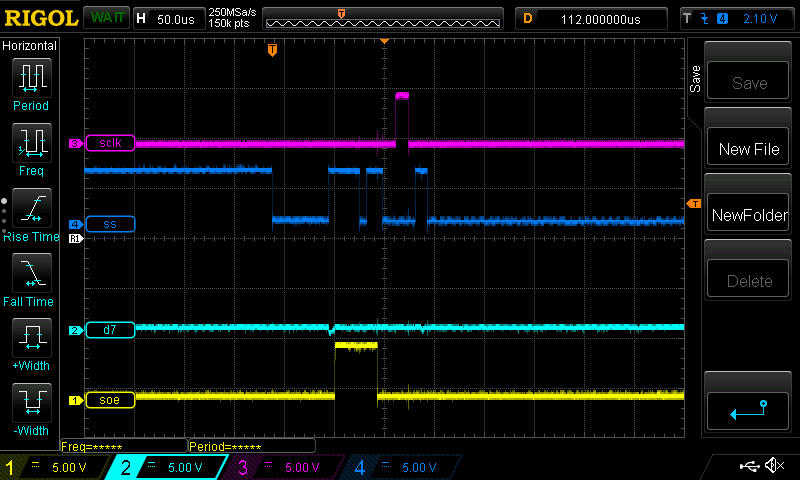 RIGOL WAIT H 50.0us 250MSa/s D 112.000000us T 4 2.10 V
150k pts
T
Horizontal
T
Save
Save
Period
sclk
3
New File
Freq
ss
4
T
NewFolder
Rise Time
R1
Delete
Fall Time
d7
2
+Width
soe
1
-Width
Freq=***** Period=*****
1 5.00 V 2 5.00 V 3 5.00 V 4 5.00 V